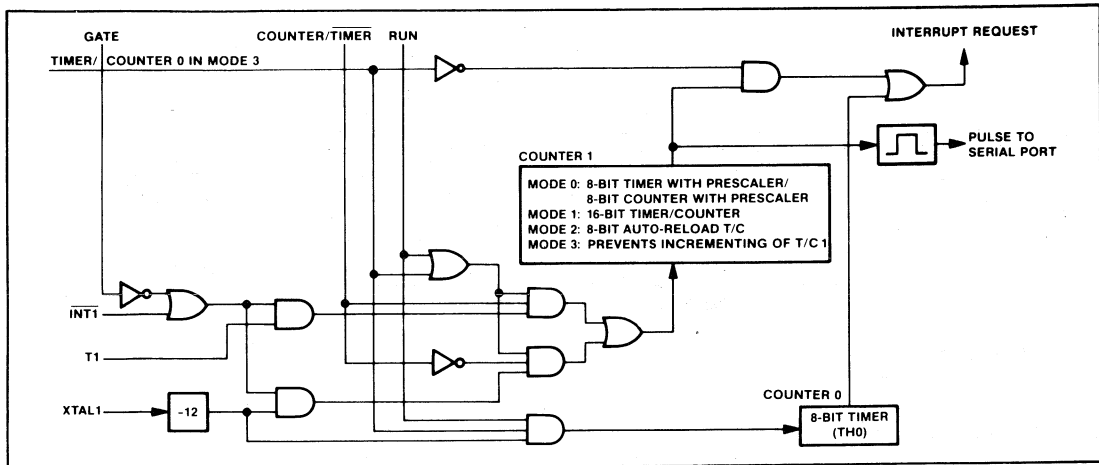 GATE
COUNTER/TIMER
RUN
INTERRUPT REQUEST
TIMER/ COUNTER 0 IN MODE 3
PULSE TO
SERIAL PORT
COUNTER 1
MODE 0: 8-BIT TIMER WITH PRESCALER/
8-BIT COUNTER WITH PRESCALER
MODE 1: 16-BIT TIMER/COUNTER
MODE 2: 8-BIT AUTO-RELOAD T/C
MODE 3: PREVENTS INCREMENTING OF T/C 1
INT1
T1
XTAL1
-12
COUNTER 0
8-BIT TIMER
(TH0)